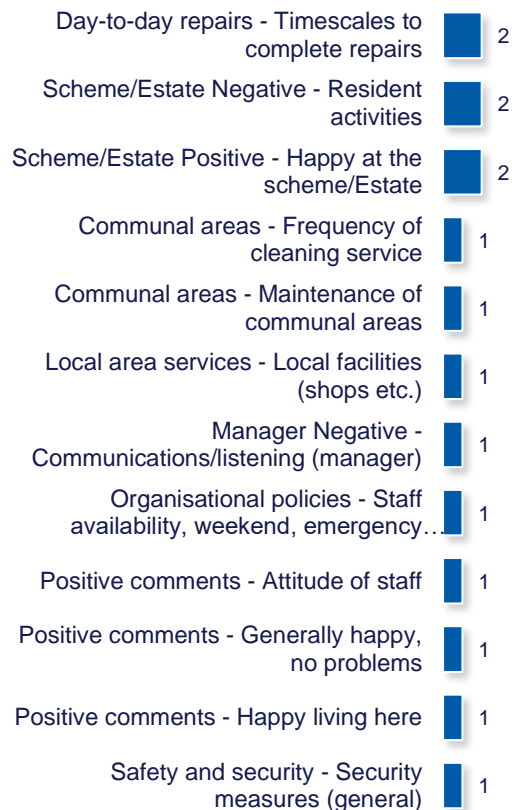 Day-to-day repairs - Timescales to
complete repairs
2
Scheme/Estate Negative - Resident
activities
2
Scheme/Estate Positive - Happy at the
scheme/Estate
2
Communal areas - Frequency of
cleaning service
1
Communal areas - Maintenance of
communal areas
1
Local area services - Local facilities
(shops etc.)
1
Manager Negative -
Communications/listening (manager)
1
Organisational policies - Staff
availability, weekend, emergency…
1
Positive comments - Attitude of staff
1
Positive comments - Generally happy,
no problems
1
Positive comments - Happy living here
1
Safety and security - Security
measures (general)
1